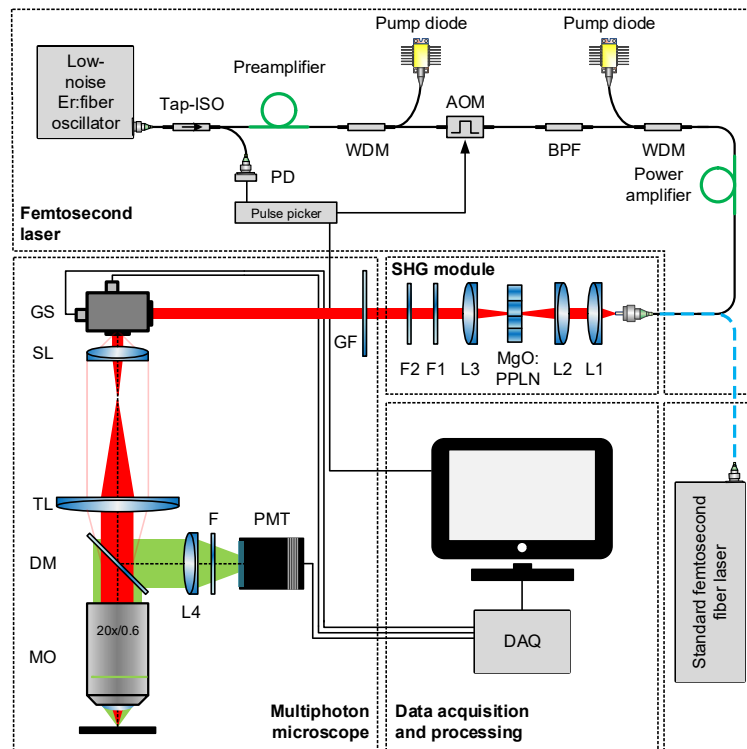 Low-
noise
Er:fiber
oscillator
Tap-ISO
Preamplifier
Pump diode
WDM
AOM
BPF
Pump diode
WDM
Power
amplifier
PD
Pulse picker
Femtosecond
laser
GS
SL
TL
DM
MO
20x/0.6
L4
F
PMT
GF
Multiphoton
microscope
SHG module
F2
F1
L3
MgO:
PPLN
L2
L1
DAQ
Data acquisition
and processing
Standard femtosecond
fiber laser